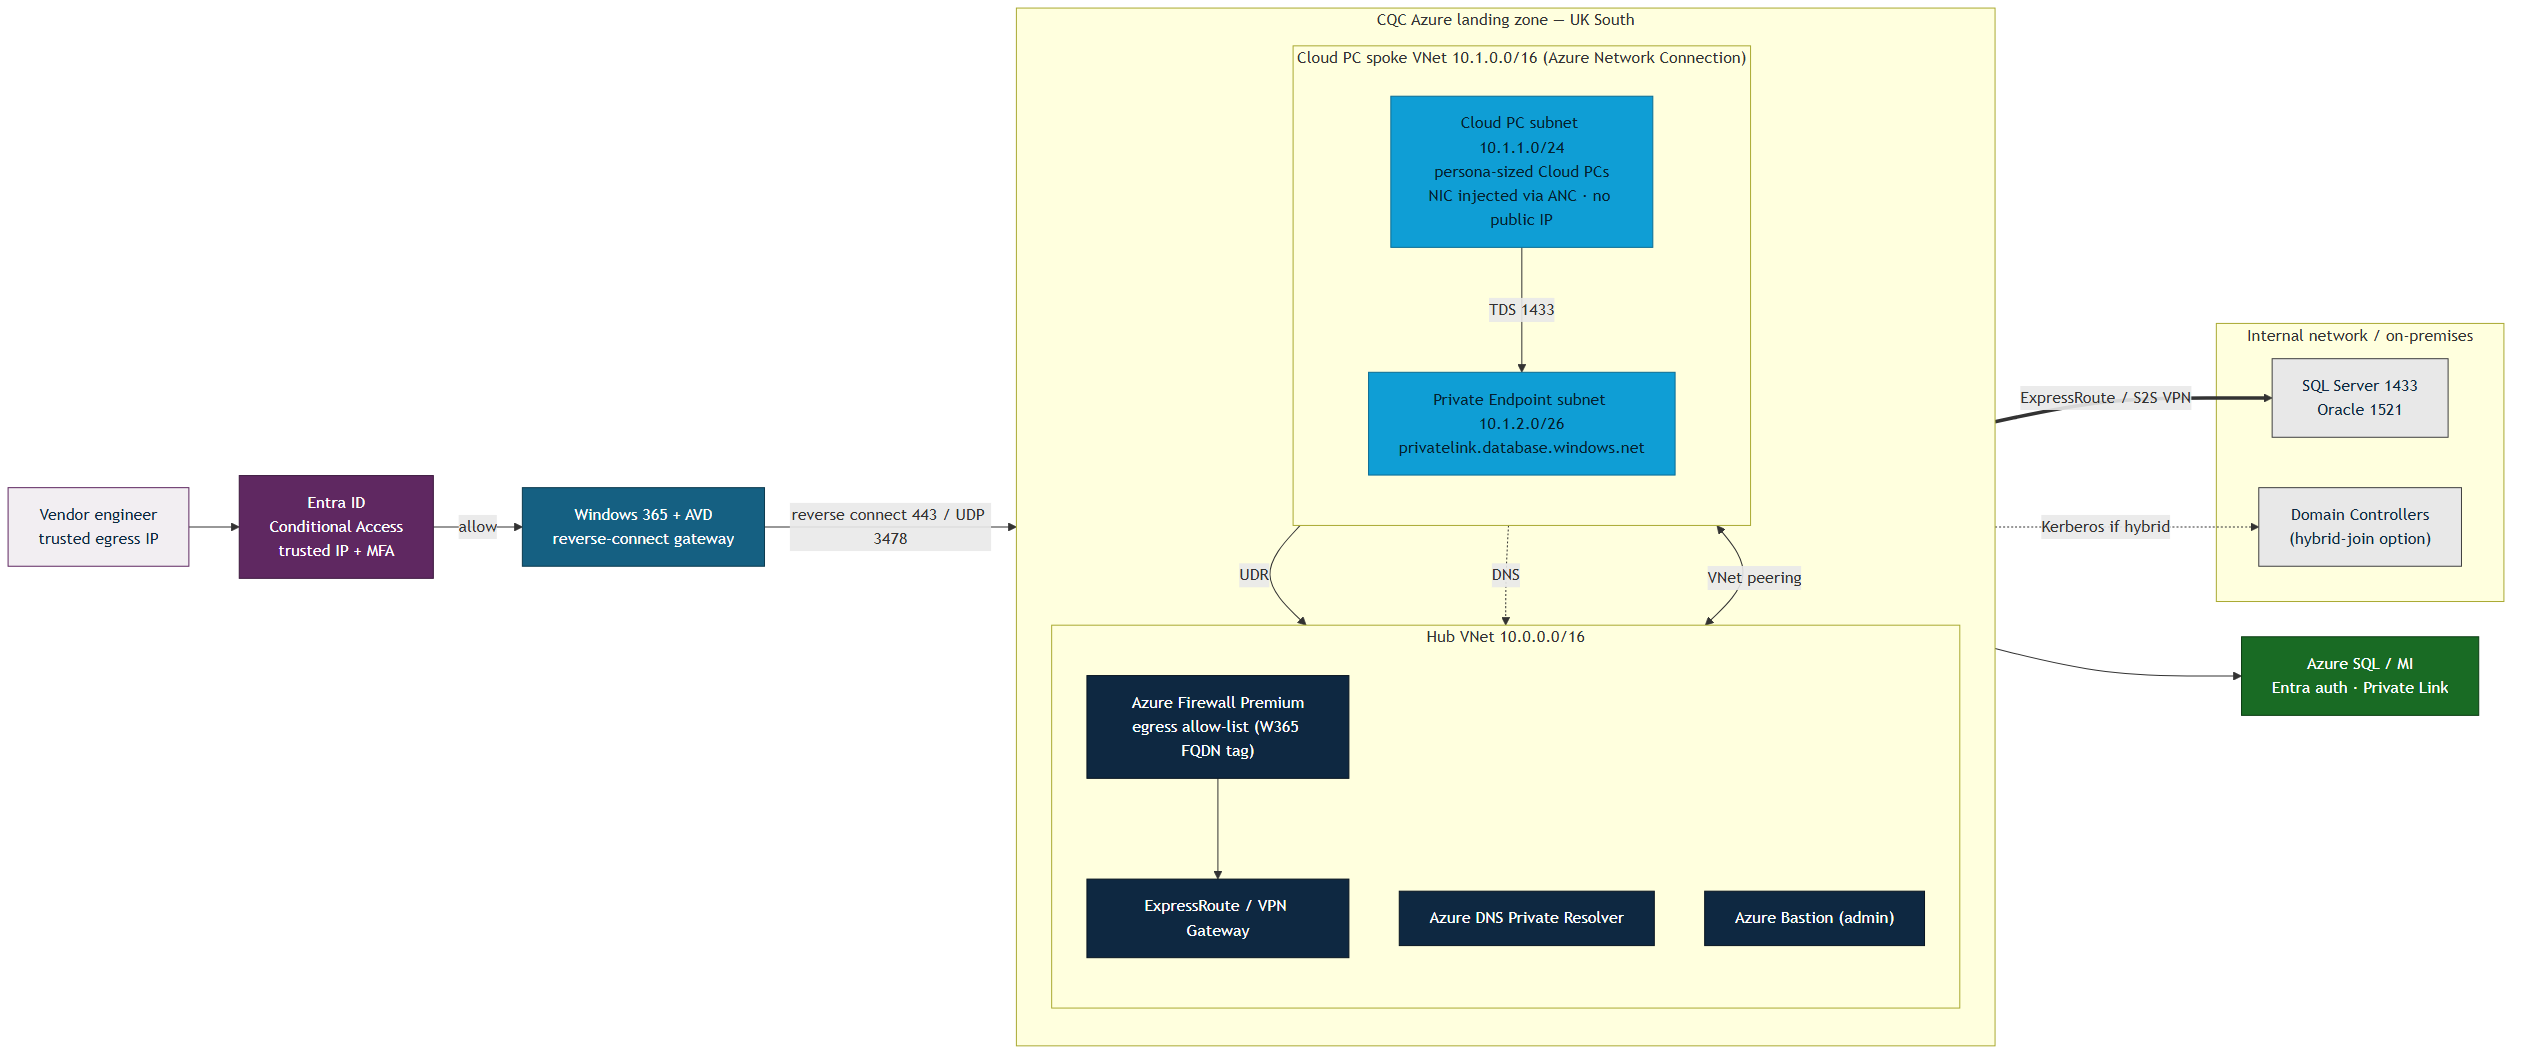 CQC Azure landing zone — UK South
Cloud PC spoke VNet 10.1.0.0/16 (Azure Network Connection)
Cloud PC subnet
10.1.1.0/24
persona-sized Cloud PCs
NIC injected via ANC · no
public IP
TDS 1433
Private Endpoint subnet
10.1.2.0/26
privatelink.database.windows.net
Vendor engineer
trusted egress IP
Entra ID
Conditional Access
trusted IP + MFA
allow
Windows 365 + AVD
reverse-connect gateway
reverse connect 443 / UDP
3478
UDR
DNS
VNet peering
Hub VNet 10.0.0.0/16
Azure Firewall Premium
egress allow-list (W365
FQDN tag)
ExpressRoute / VPN
Gateway
Azure DNS Private Resolver
Azure Bastion (admin)
ExpressRoute / S2S VPN
Kerberos if hybrid
Internal network / on-premises
SQL Server 1433
Oracle 1521
Domain Controllers
(hybrid-join option)
Azure SQL / MI
Entra auth · Private Link